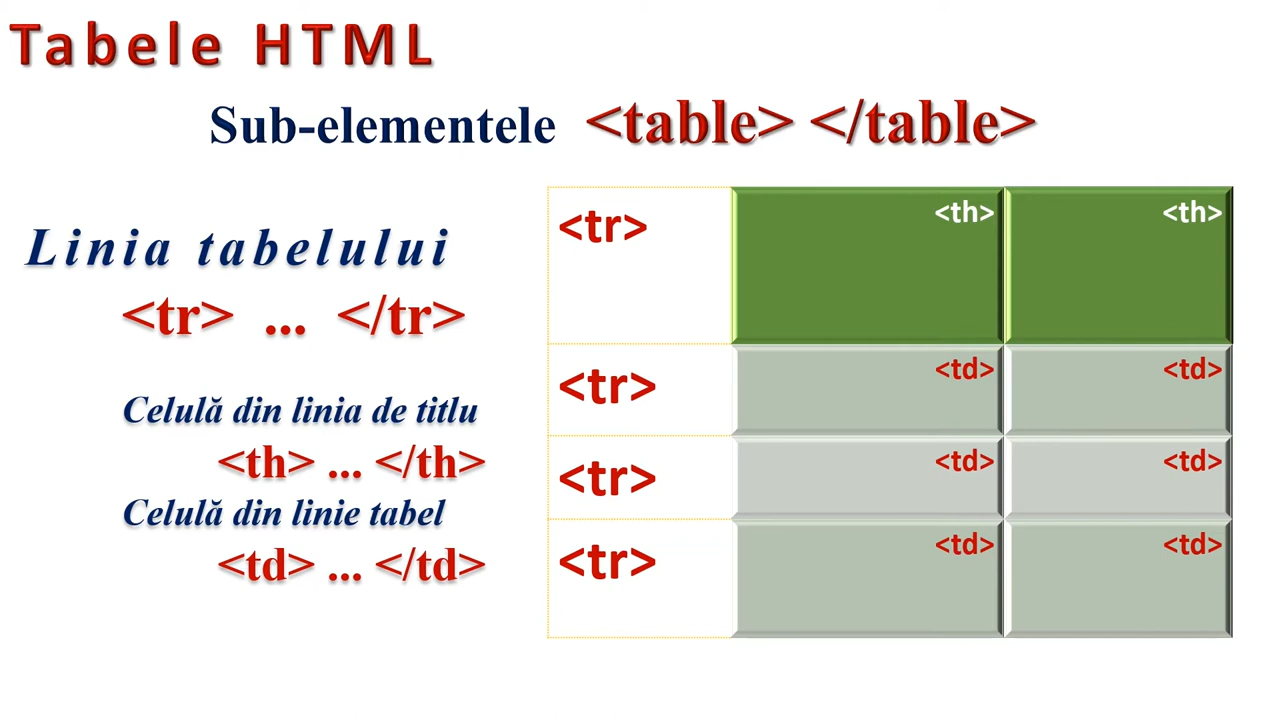 Tabele HTML
Sub-elementele <table> </table>
Linia tabelului
<tr> ... </tr>
Celulă din linia de titlu
<th> ... </th>
Celulă din linie tabel
<td> ... </td>
<tr> <th> <th>
<tr> <td> <td>
<tr> <td> <td>
<tr> <td> <td>